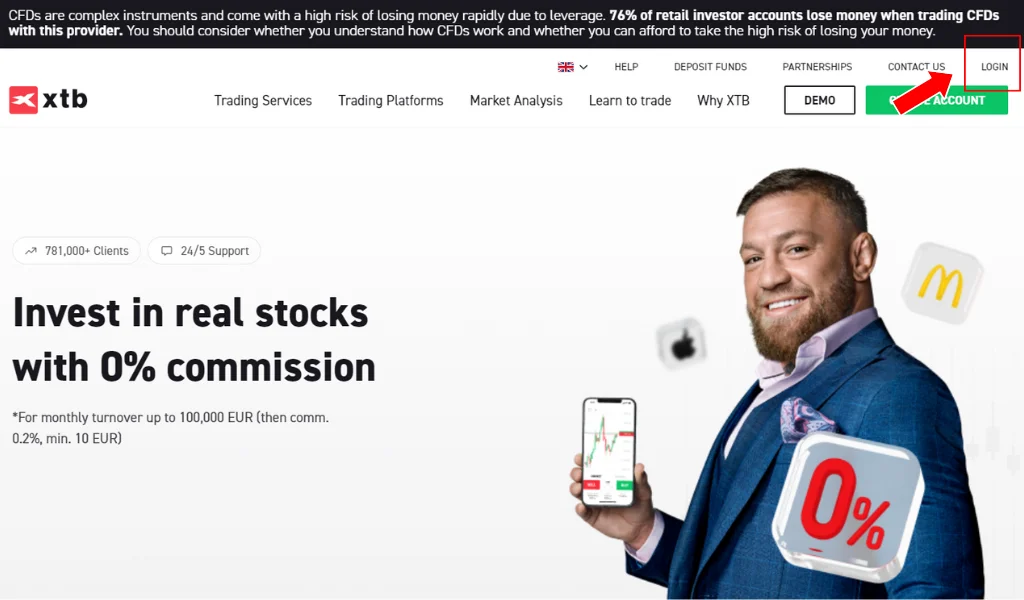 CFDs are complex instruments and come with a high risk of losing money rapidly due to leverage. 76% of retail investor accounts lose money when trading CFDs
with this provider. You should consider whether you understand how CFDs work and whether you can afford to take the high risk of losing your money.
HELP DEPOSIT FUNDS PARTNERSHIPS CONTACT US LOGIN
xtb Trading Services Trading Platforms Market Analysis Learn to trade Why XTB DEMO ACCOUNT
781,000+ Clients 24/5 Support
Invest in real stocks
with 0% commission
*For monthly turnover up to 100,000 EUR (then comm.
0.2%, min. 10 EUR)
0%